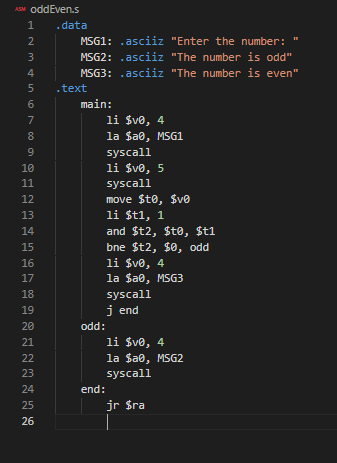 ASM oddEven.s
1 .data
2 MSG1: .asciiz "Enter the number: "
3 MSG2: .asciiz "The number is odd"
4 MSG3: .asciiz "The number is even"
5 .text
6 main:
7 li $v0, 4
8 la $a0, MSG1
9 syscall
10 li $v0, 5
11 syscall
12 move $t0, $v0
13 li $t1, 1
14 and $t2, $t0, $t1
15 bne $t2, $0, odd
16 li $v0, 4
17 la $a0, MSG3
18 syscall
19 j end
20 odd:
21 li $v0, 4
22 la $a0, MSG2
23 syscall
24 end:
25 jr $ra
26